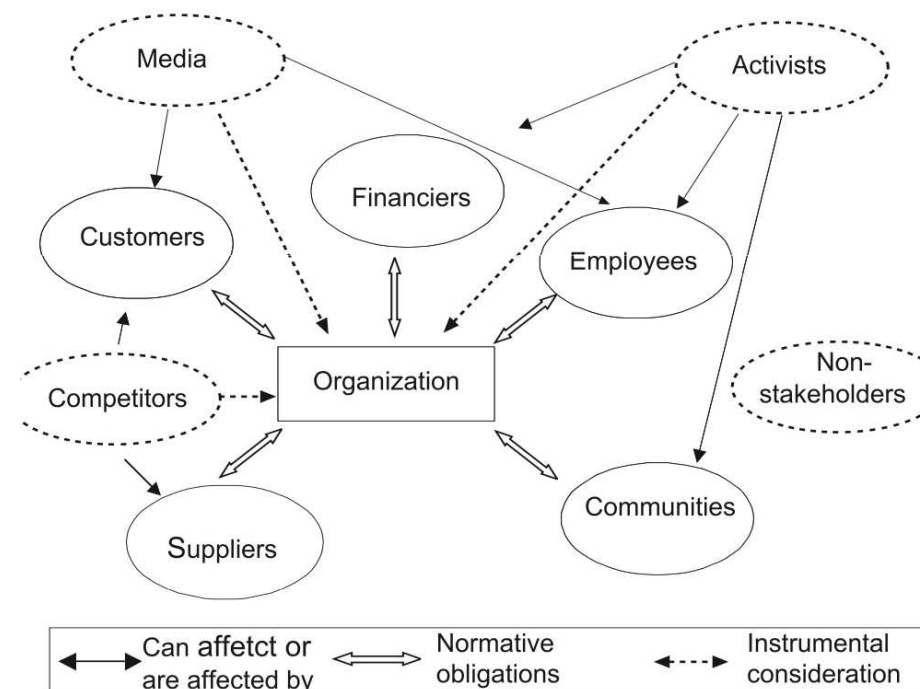 Media
Activists
Financiers
Customers
Employees
Non-
stakeholders
Organization
Competitors
Communities
Suppliers
Can affetct or
are affected by
Normative
obligations
Instrumental
consideration